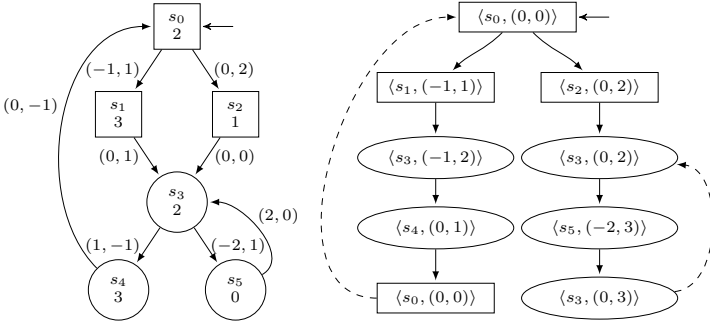 s0
2
⟨s0, (0, 0)⟩
(−1, 1)
(0, 2)
(0, −1)
s1
3
s2
1
⟨s1, (−1, 1)⟩
⟨s2, (0, 2)⟩
(0, 1)
(0, 0)
⟨s3, (−1, 2)⟩
⟨s3, (0, 2)⟩
s3
2
(2, 0)
⟨s4, (0, 1)⟩
⟨s5, (−2, 3)⟩
(1, −1)
(−2, 1)
s4
3
s5
0
⟨s0, (0, 0)⟩
⟨s3, (0, 3)⟩